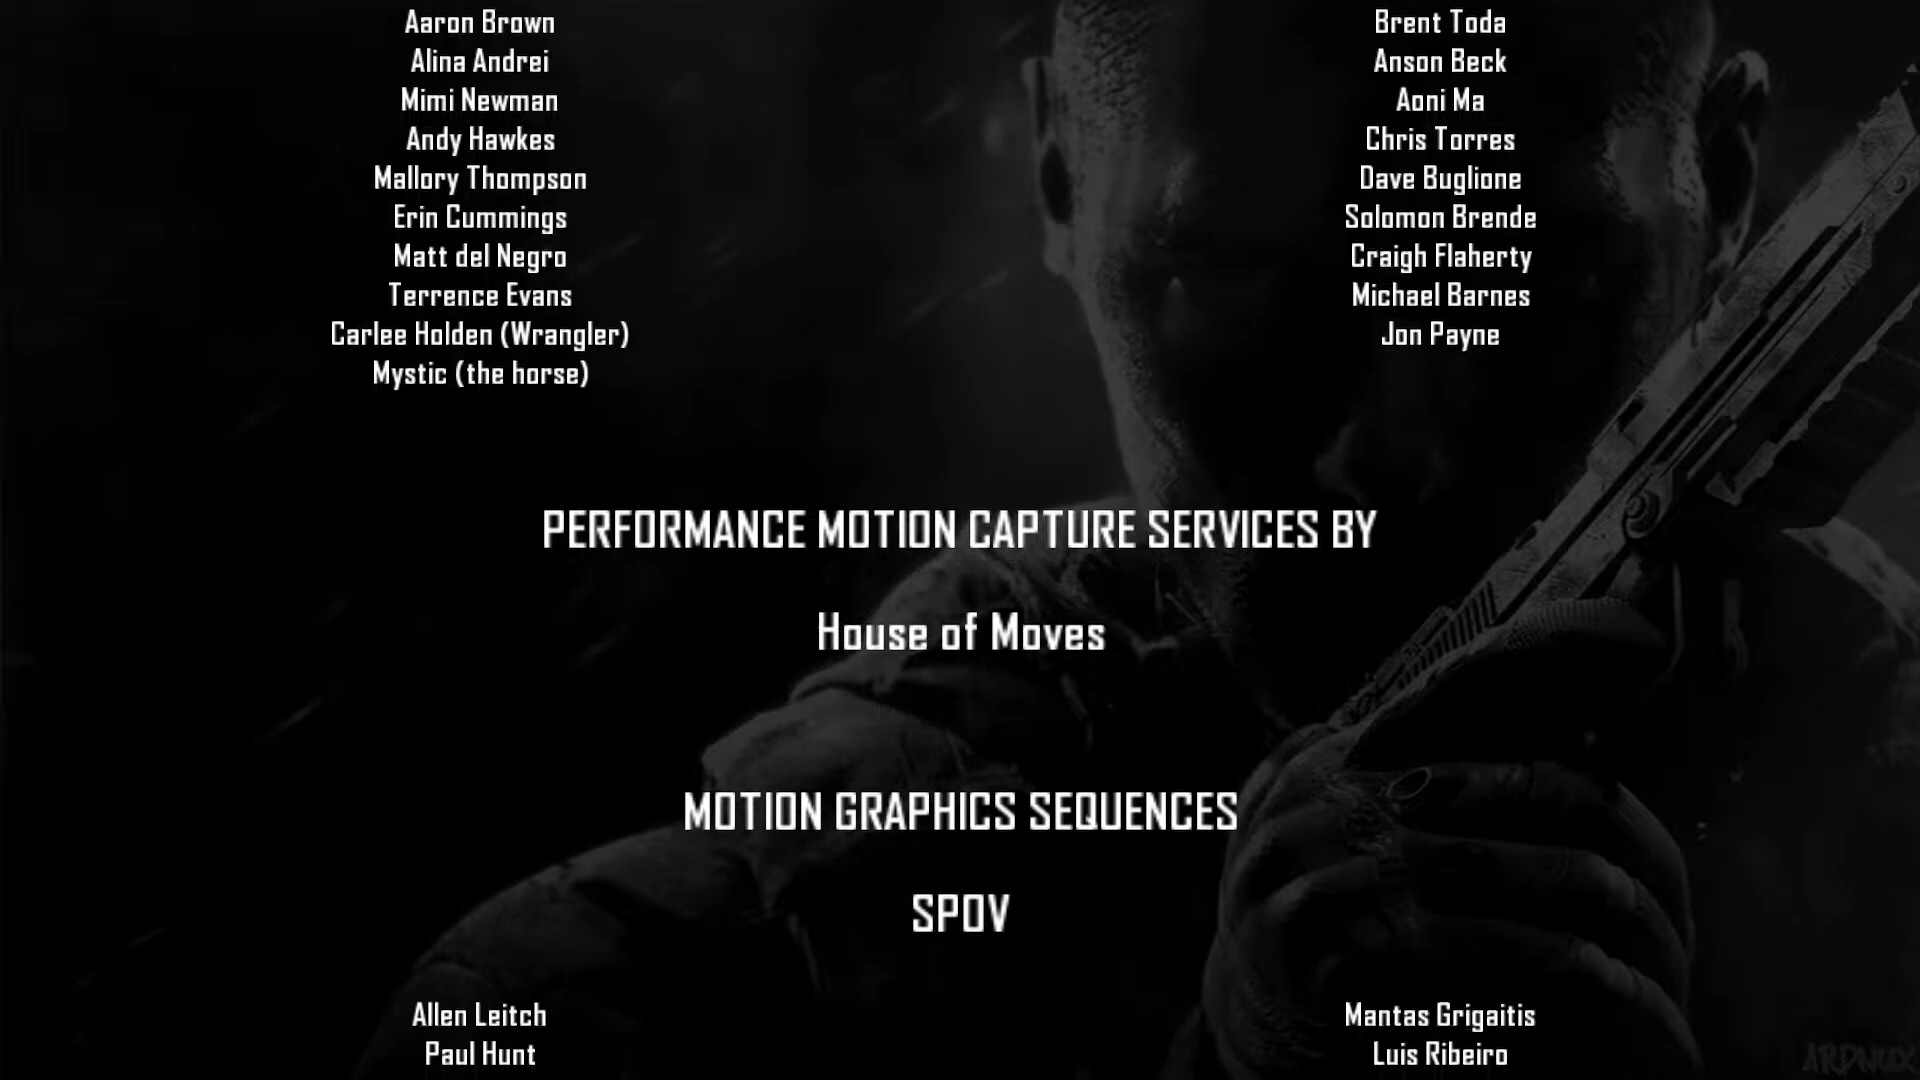 Aaron Brown
Alina Andrei
Mimi Newman
Andy Hawkes
Mallory Thompson
Erin Cummings
Matt del Negro
Terrence Evans
Carlee Holden (Wrangler)
Mystic (the horse)
Brent Toda
Anson Beck
Aoni Ma
Chris Torres
Dave Buglione
Solomon Brende
Craigh Flaherty
Michael Barnes
Jon Payne
PERFORMANCE MOTION CAPTURE SERVICES BY
House of Moves
MOTION GRAPHICS SEQUENCES
SPOV
Allen Leitch
Paul Hunt
Mantas Grigaitis
Luis Ribeiro